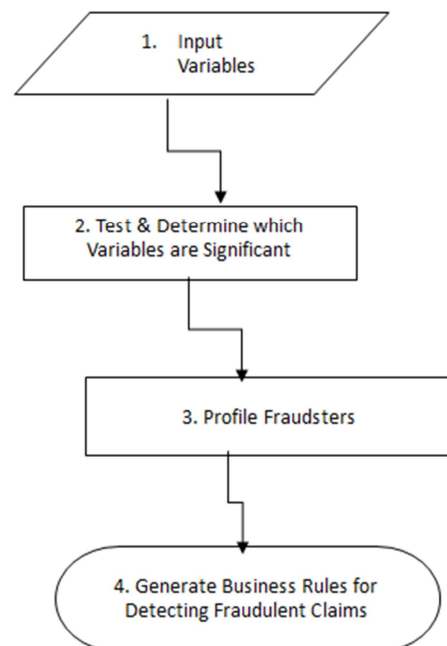 1. Input
Variables
2. Test & Determine which
Variables are Significant
3. Profile Fraudsters
4. Generate Business Rules for
Detecting Fraudulent Claims